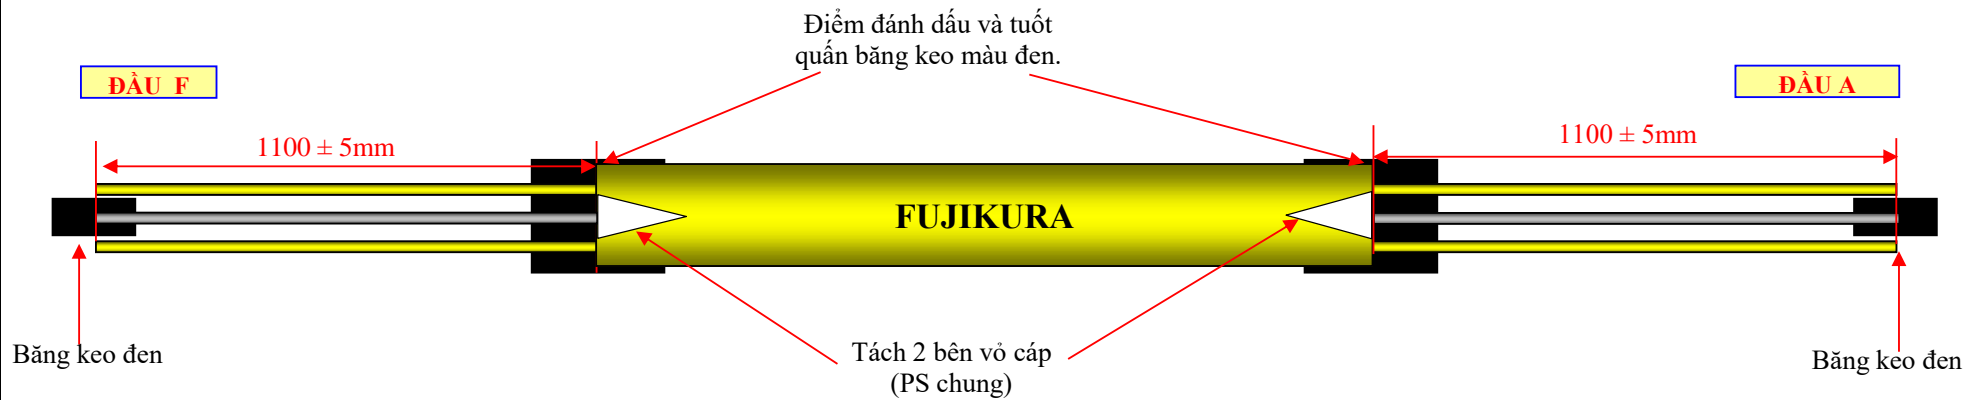 Điểm đánh dấu và tuốt
quấn băng keo màu đen.
ĐẦU F
ĐẦU A
1100 ± 5mm
1100 ± 5mm
FUJIKURA
Băng keo đen
Tách 2 bên vỏ cáp
(PS chung)
Băng keo đen